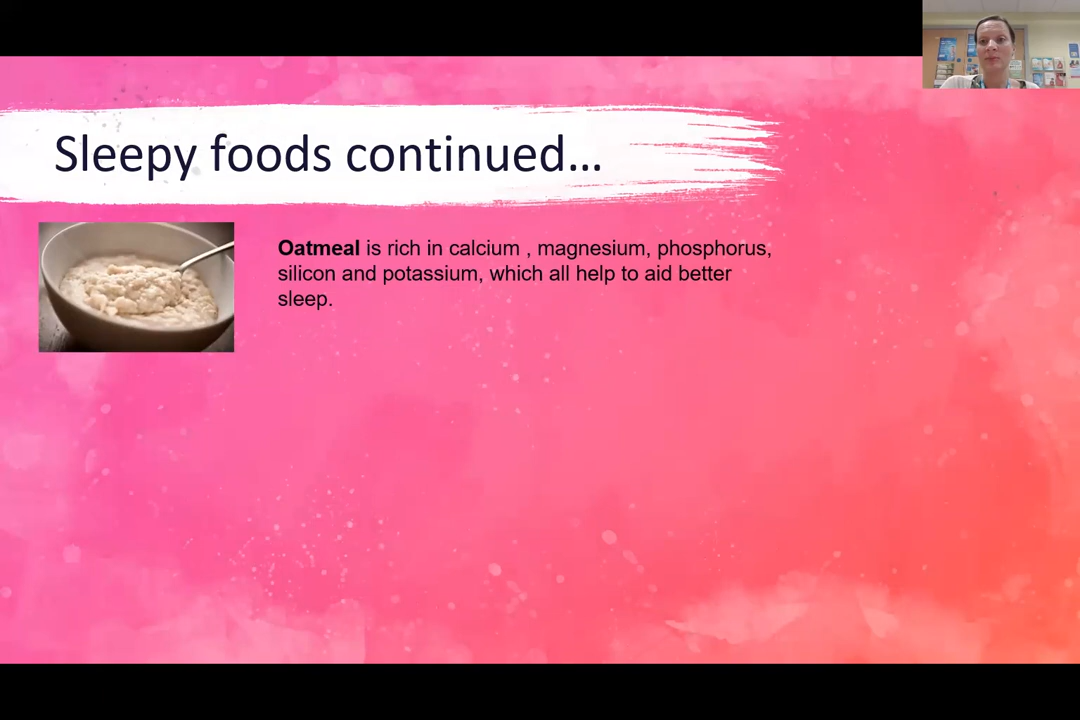 Sleepy foods continued...
Oatmeal is rich in calcium , magnesium, phosphorus,
silicon and potassium, which all help to aid better
sleep.